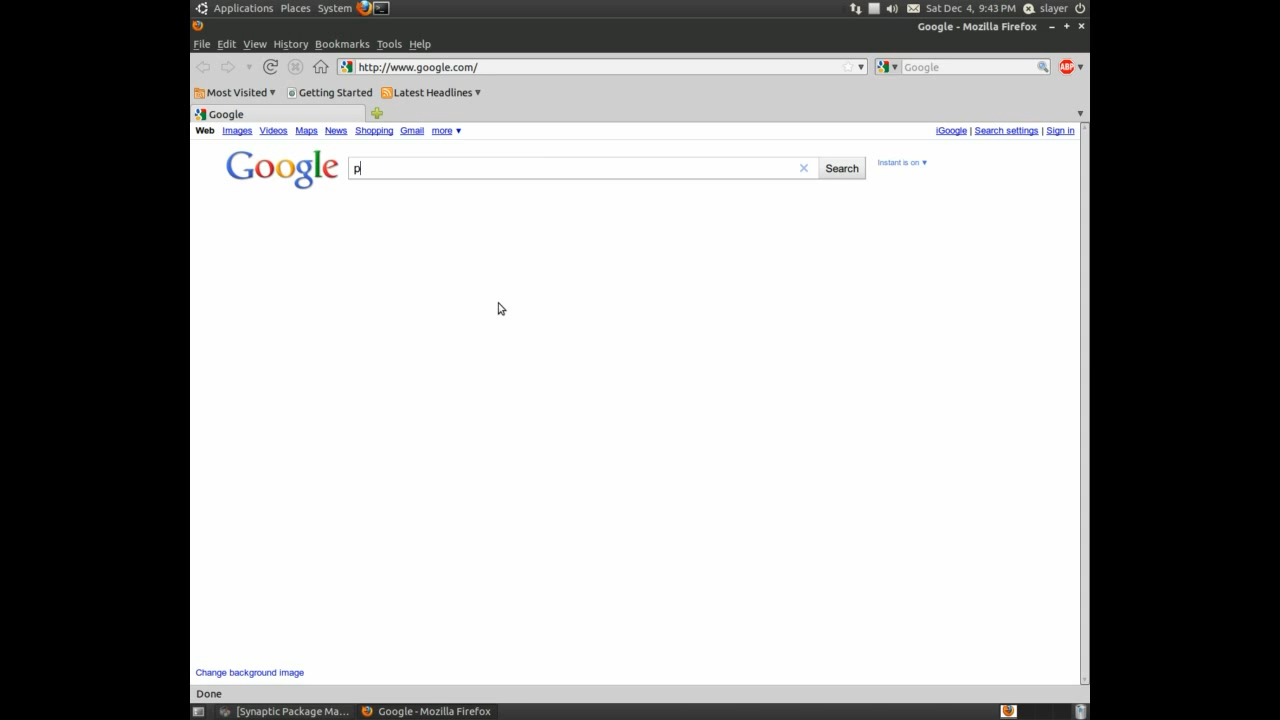 Applications Places System Sat Dec 4, 9:43 PM slayer
Google - Mozilla Firefox
File Edit View History Bookmarks Tools Help
http://www.google.com/ Google ABP
Most Visited Getting Started Latest Headlines
Google
Web Images Videos Maps News Shopping Gmail more iGoogle | Search settings | Sign in
Google p Search Instant is on
Change background image
Done
[Synaptic Package Ma... Google - Mozilla Firefox